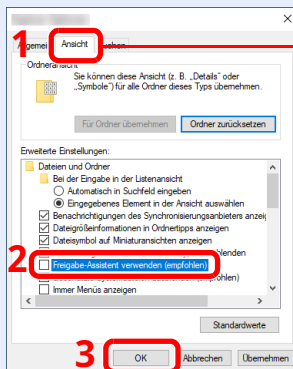 1
Allgemein
Ansicht
Suchen
Ordneransicht
Sie können diese Ansicht (z. B. „Details" oder
„Symbole") für alle Ordner dieses Typs übernehmen.
Für Ordner übernehmen
Ordner zurücksetzen
Erweiterte Einstellungen:
Dateien und Ordner
Bei der Eingabe in der Listenansicht
Automatisch in Suchfeld eingeben
Eingegebenes Element in der Ansicht auswählen
Benachrichtigungen des Synchronisierungsanbieters anzeig
Dateigrößeinformationen in Ordnertipps anzeigen
Dateisymbol auf Miniaturansichten anzeigen
blenden
2
Freigabe-Assistent verwenden (empfohlen)
Immer Menüs anzeigen
Standardwerte
3
OK
Abbrechen
Übernehmen